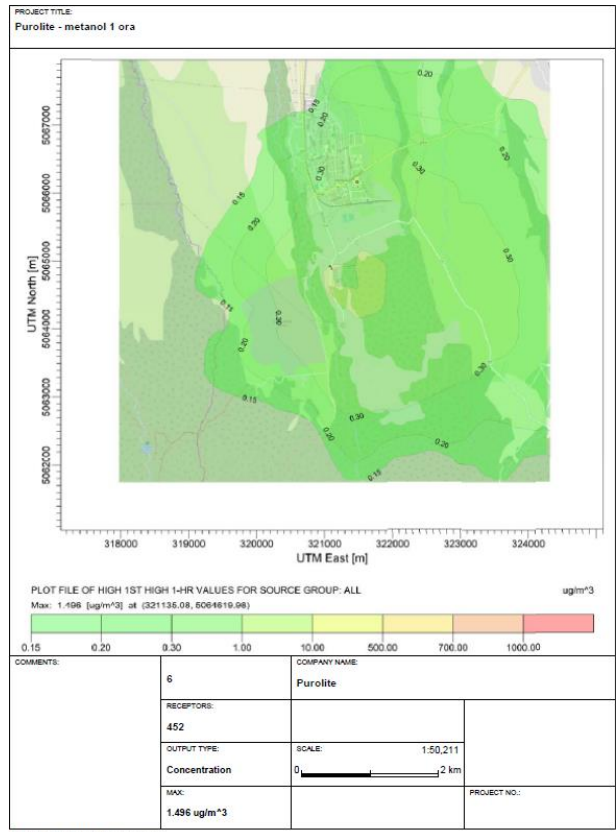 PROJECT TITLE:
Purolite - metanol 1 ora
0.20
0.15
0.20
0.20
0.30
0.30
0.15
0.20
0.30
0.15
0.30
0.20
0.30
0.15
0.30
0.20
0.20
0.15
UTM North [m]
5062000 5063000 5064000 5065000 5066000 5067000
318000 319000 320000 321000 322000 323000 324000
UTM East [m]
PLOT FILE OF HIGH 1ST HIGH 1-HR VALUES FOR SOURCE GROUP: ALL ug/m^3
Max: 1.496 [ug/m^3] at (321135.08, 5064619.98)
0.15 0.20 0.30 1.00 10.00 500.00 700.00 1000.00
COMMENTS:
6
COMPANY NAME:
Purolite
RECEPTORS:
452
OUTPUT TYPE:
Concentration
SCALE: 1:50,211
0 2 km
MAX:
1.496 ug/m^3
PROJECT NO.: